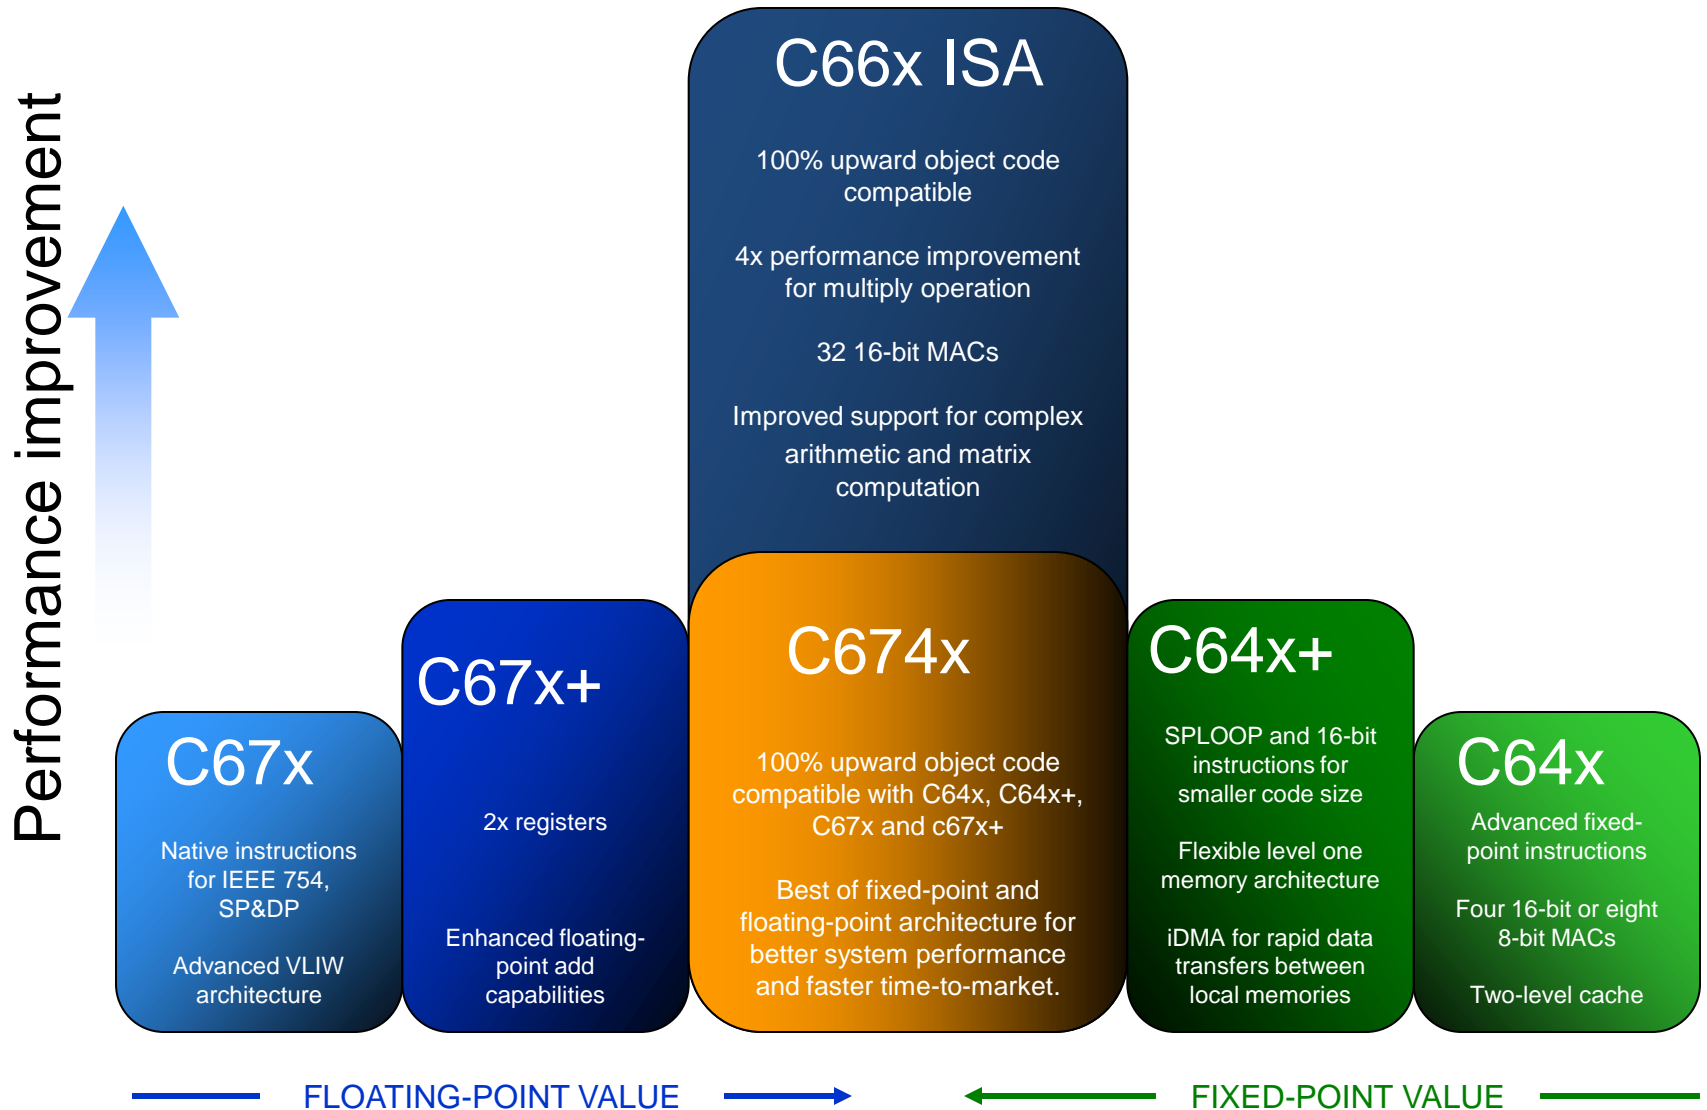 Performance improvement
C66x ISA
100% upward object code
compatible
4x performance improvement
for multiply operation
32 16-bit MACs
Improved support for complex
arithmetic and matrix
computation
C67x
Native instructions
for IEEE 754,
SP&DP
Advanced VLIW
architecture
C67x+
2x registers
Enhanced floating-
point add
capabilities
C674x
100% upward object code
compatible with C64x, C64x+,
C67x and c67x+
Best of fixed-point and
floating-point architecture for
better system performance
and faster time-to-market.
C64x+
SPLOOP and 16-bit
instructions for
smaller code size
Flexible level one
memory architecture
iDMA for rapid data
transfers between
local memories
C64x
Advanced fixed-
point instructions
Four 16-bit or eight
8-bit MACs
Two-level cache
FLOATING-POINT VALUE
FIXED-POINT VALUE